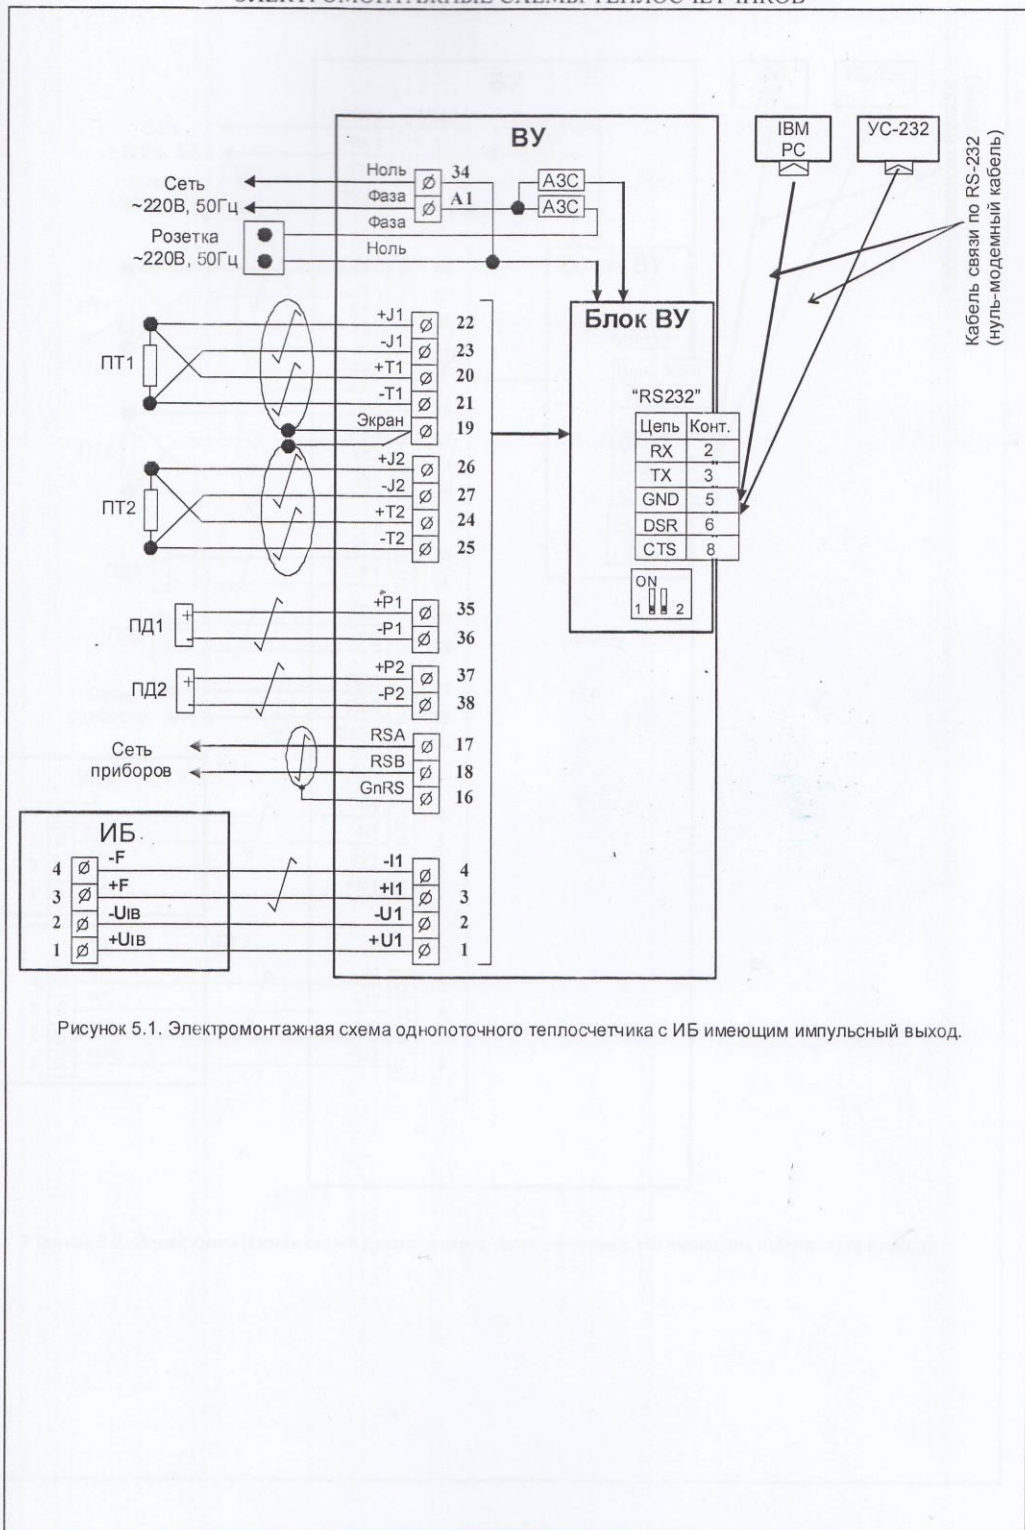 ЭЛЕКТРОМОНТАЖНЫЕ СХЕМЫ ТЕПЛОСЧЕТЧИКОВ
ВУ
IBM
PC
УС-232
Кабель связи по RS-232
(нуль-модемный кабель)
Сеть
~220В, 50Гц
Ноль 34
Фаза А1
Фаза
Ноль
АЗС
АЗС
Розетка
~220В, 50Гц
Блок ВУ
ПТ1
+J1 22
-J1 23
+T1 20
-T1 21
Экран 19
ПТ2
+J2 26
-J2 27
+T2 24
-T2 25
“RS232”
Цепь Конт.
RX 2
TX 3
GND 5
DSR 6
CTS 8
ON
1 2
ПД1
+
+P1 35
-P1 36
ПД2
+
+P2 37
-P2 38
Сеть
приборов
RSA 17
RSB 18
GnRS 16
ИБ
4 -F -I1 4
3 +F +I1 3
2 -UIB -U1 2
1 +UIB +U1 1
Рисунок 5.1. Электромонтажная схема однопоточного теплосчетчика с ИБ имеющим импульсный выход.